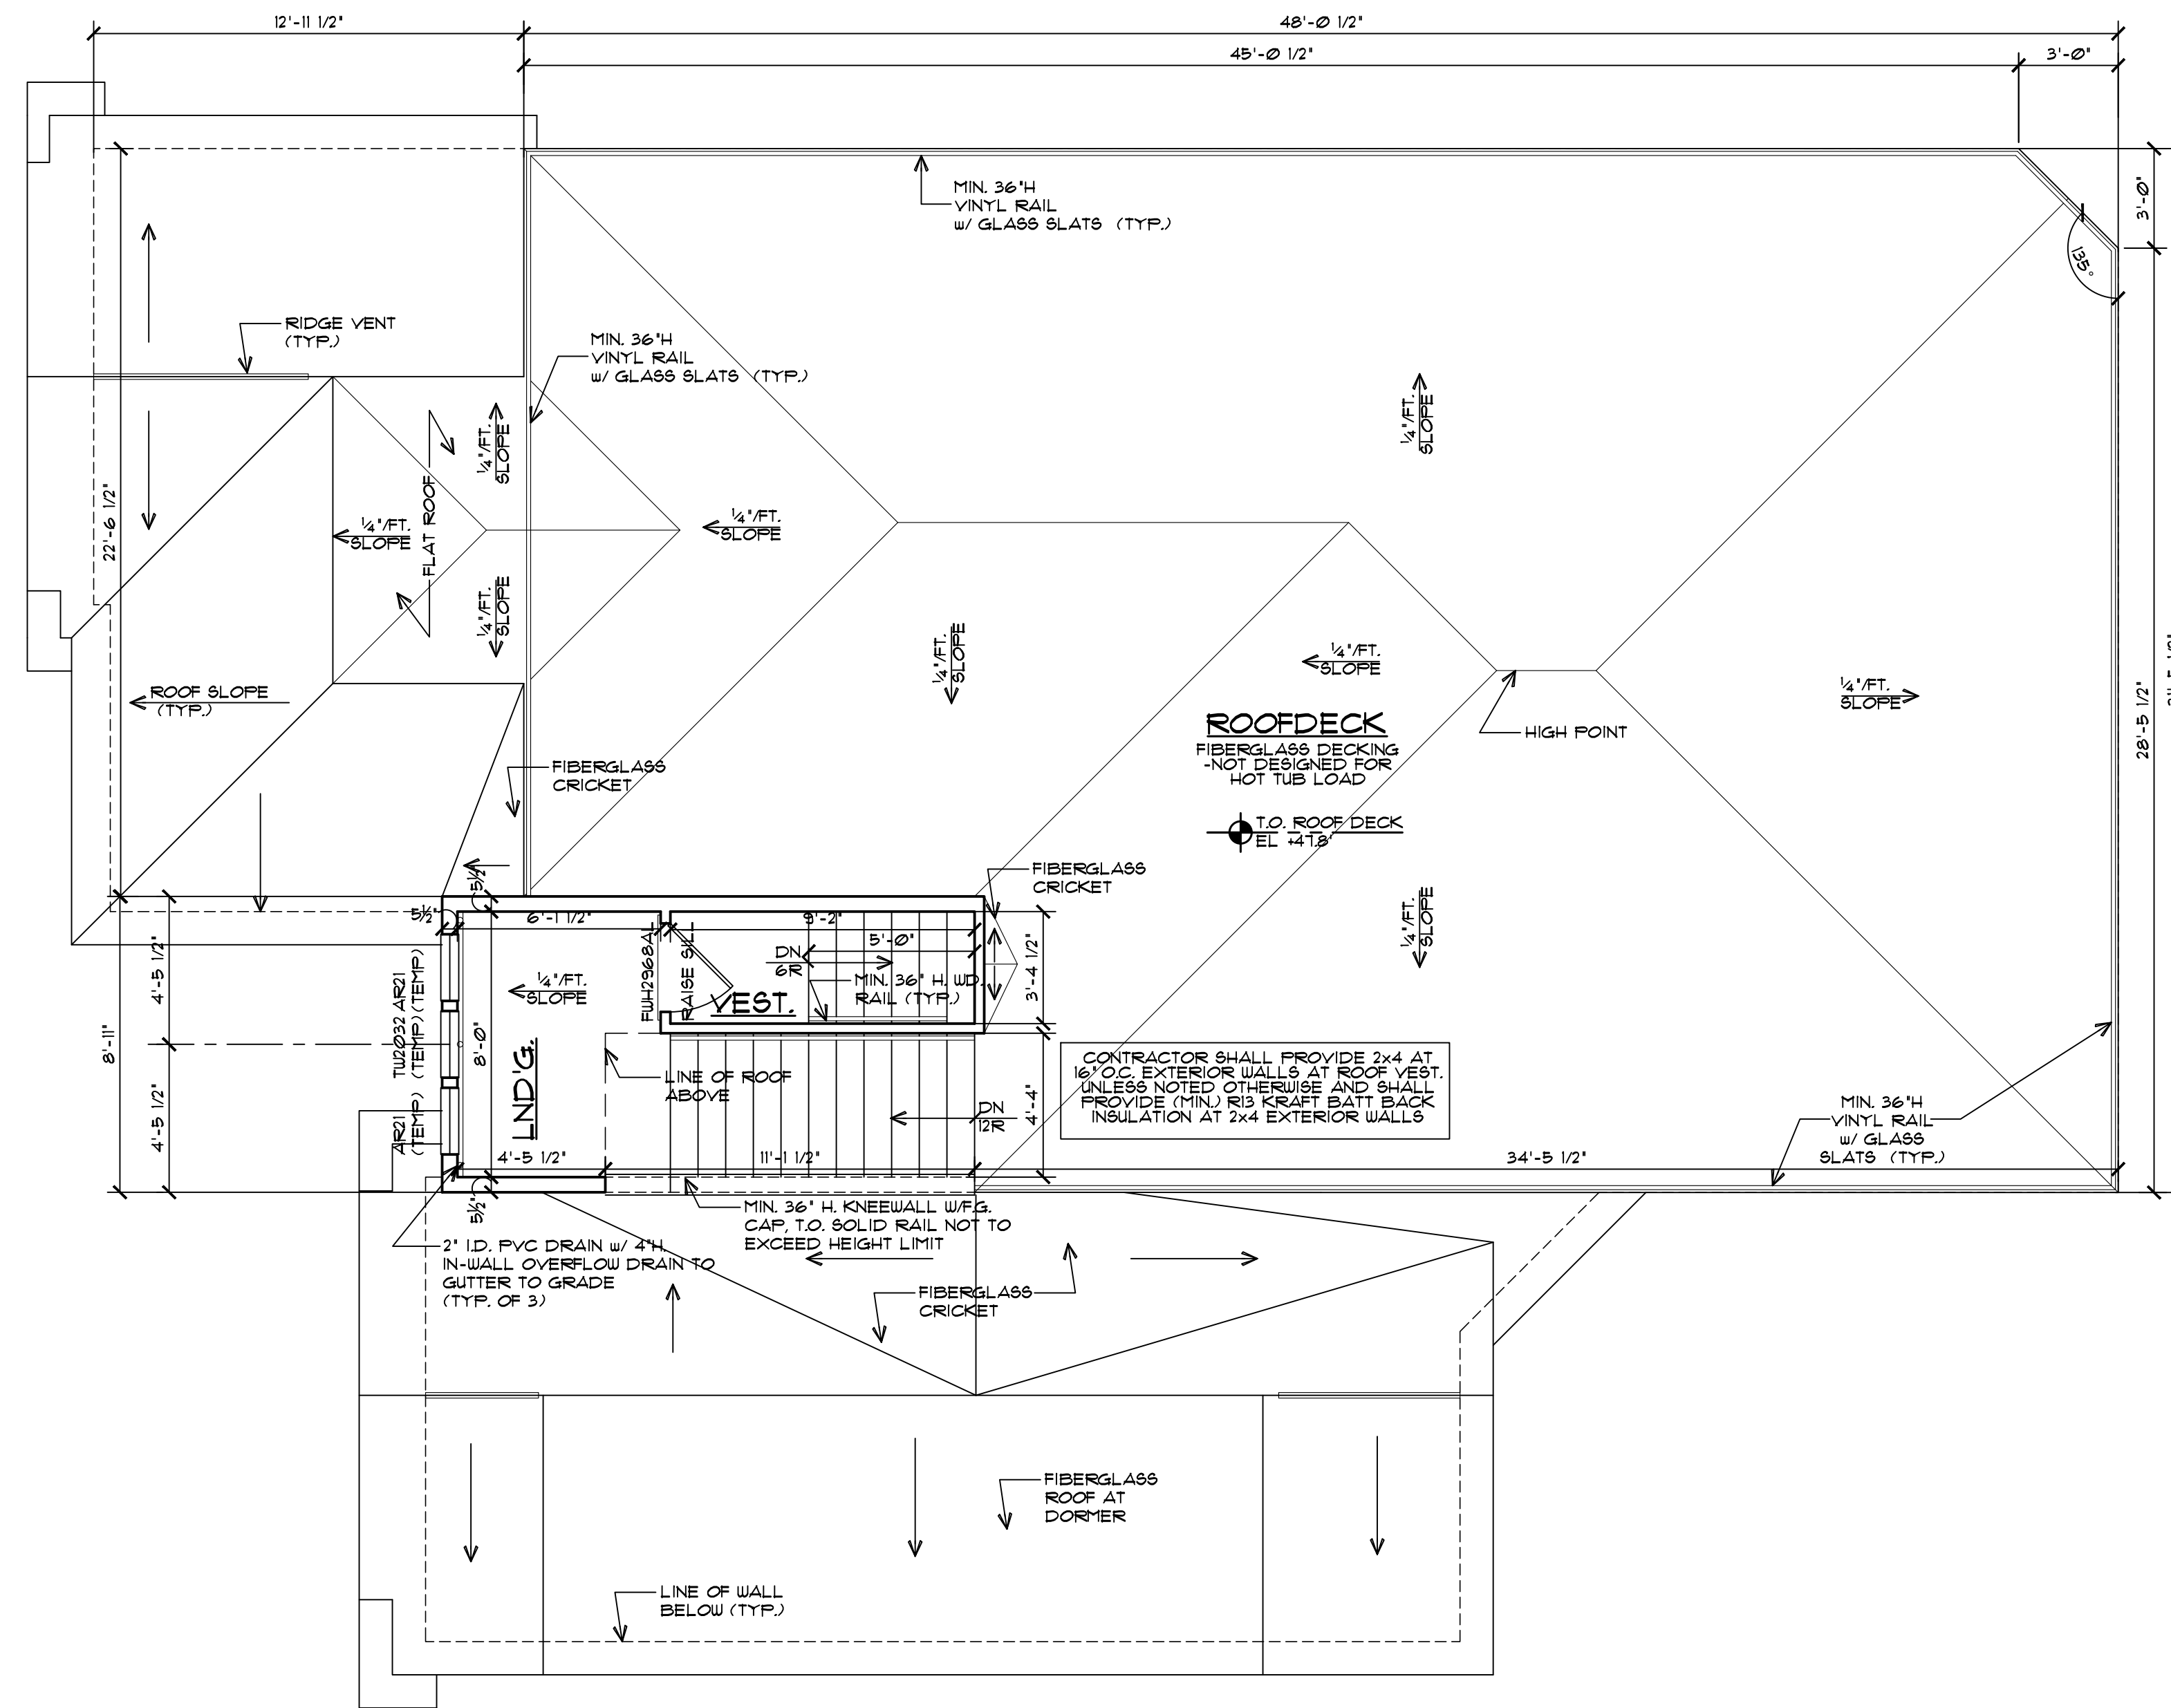 12'-11 1/2"
48'-0 1/2"
45'-0 1/2"
3'-0"
MIN. 36"H
VINYL RAIL
w/ GLASS SLATS (TYP.)
3'-0"
135°
RIDGE VENT
(TYP.)
MIN. 36"H
VINYL RAIL
w/ GLASS SLATS (TYP.)
1/4"/FT.
SLOPE
1/4"/FT.
SLOPE
FLAT ROOF
22'-6 1/2"
1/4"/FT.
SLOPE
1/4"/FT.
SLOPE
1/4"/FT.
SLOPE
1/4"/FT.
SLOPE
1/4"/FT.
SLOPE
ROOF SLOPE
(TYP.)
1/4"/FT.
SLOPE
28'-5 1/2"
HIGH POINT
ROOFDECK
FIBERGLASS DECKING
-NOT DESIGNED FOR
HOT TUB LOAD
FIBERGLASS
CRICKET
T.O. ROOF DECK
EL +47.8'
FIBERGLASS
CRICKET
1/4"/FT.
SLOPE
5 1/2"
5 1/2"
6'-1 1/2"
9'-2"
5'-0"
DN
6R
MIN. 36" H. WD.
RAIL (TYP.)
3'-4 1/2"
FWH2968AL
RAISE SILL
VEST.
1/4"/FT.
SLOPE
4'-5 1/2"
8'-11"
4'-5 1/2"
TW2032 AR21
(TEMP) (TEMP)
AR21
(TEMP)
8'-0"
LND'G.
LINE OF ROOF
ABOVE
DN
12R
4'-4"
CONTRACTOR SHALL PROVIDE 2x4 AT
16" O.C. EXTERIOR WALLS AT ROOF VEST.
UNLESS NOTED OTHERWISE AND SHALL
PROVIDE (MIN.) R13 KRAFT BATT BACK
INSULATION AT 2x4 EXTERIOR WALLS
MIN. 36"H
VINYL RAIL
w/ GLASS
SLATS (TYP.)
4'-5 1/2"
11'-1 1/2"
34'-5 1/2"
5 1/2"
MIN. 36" H. KNEEWALL W/F.G.
CAP, T.O. SOLID RAIL NOT TO
EXCEED HEIGHT LIMIT
2" I.D. PVC DRAIN w/ 4"H.
IN-WALL OVERFLOW DRAIN TO
GUTTER TO GRADE
(TYP. OF 3)
FIBERGLASS
CRICKET
FIBERGLASS
ROOF AT
DORMER
LINE OF WALL
BELOW (TYP.)